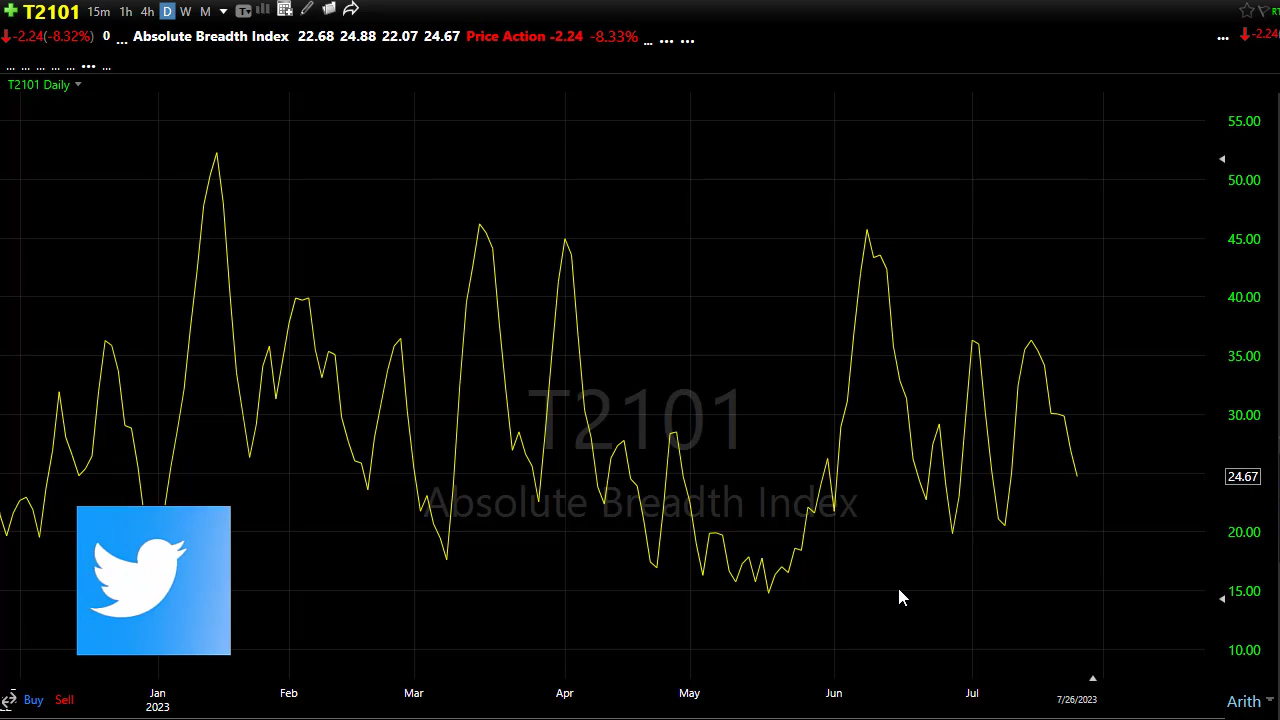 T2101 15m 1h 4h D W M T RT
-2.24(-8.32%) 0 ... Absolute Breadth Index 22.68 24.88 22.07 24.67 Price Action -2.24 -8.33% ... ... ... ... -2.24
... ... ... ... ... ... ...
T2101 Daily
55.00
50.00
45.00
40.00
35.00
T2101
30.00
24.67
Absolute Breadth Index
20.00
15.00
10.00
Buy Sell
Jan Feb Mar Apr May Jun Jul 7/26/2023
2023
Arith